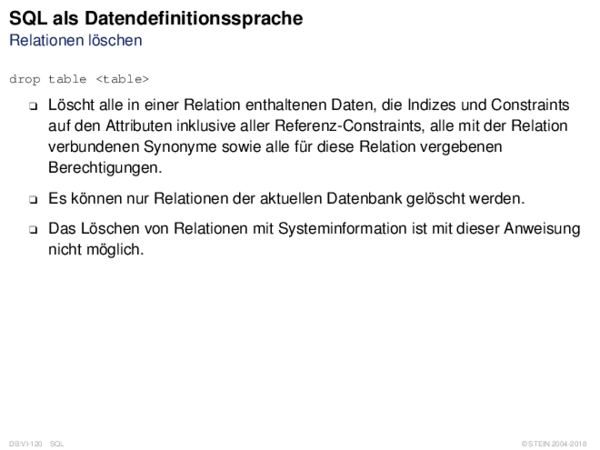 SQL als Datendefinitionssprache
Relationen löschen
drop table <table>
❑ Löscht alle in einer Relation enthaltenen Daten, die Indizes und Constraints
auf den Attributen inklusive aller Referenz-Constraints, alle mit der Relation
verbundenen Synonyme sowie alle für diese Relation vergebenen
Berechtigungen.
❑ Es können nur Relationen der aktuellen Datenbank gelöscht werden.
❑ Das Löschen von Relationen mit Systeminformation ist mit dieser Anweisung
nicht möglich.
DB:VI-120 SQL © STEIN 2004-2018